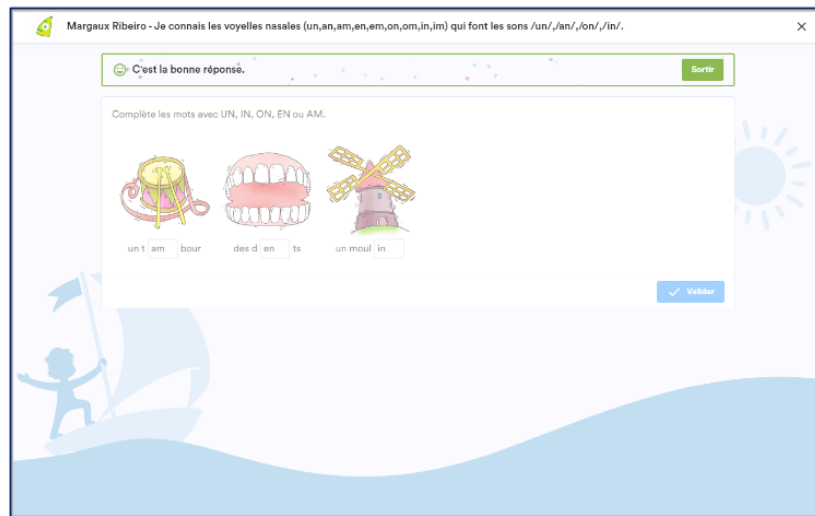 Margaux Ribeiro - Je connais les voyelles nasales (un,an,am,en,em,on,om,in,im) qui font les sons /un/,/an/,/on/,/in/.
C'est la bonne réponse.
Sortir
Complète les mots avec UN, IN, ON, EN ou AM.
un t am bour des d en ts un moul in
Valider